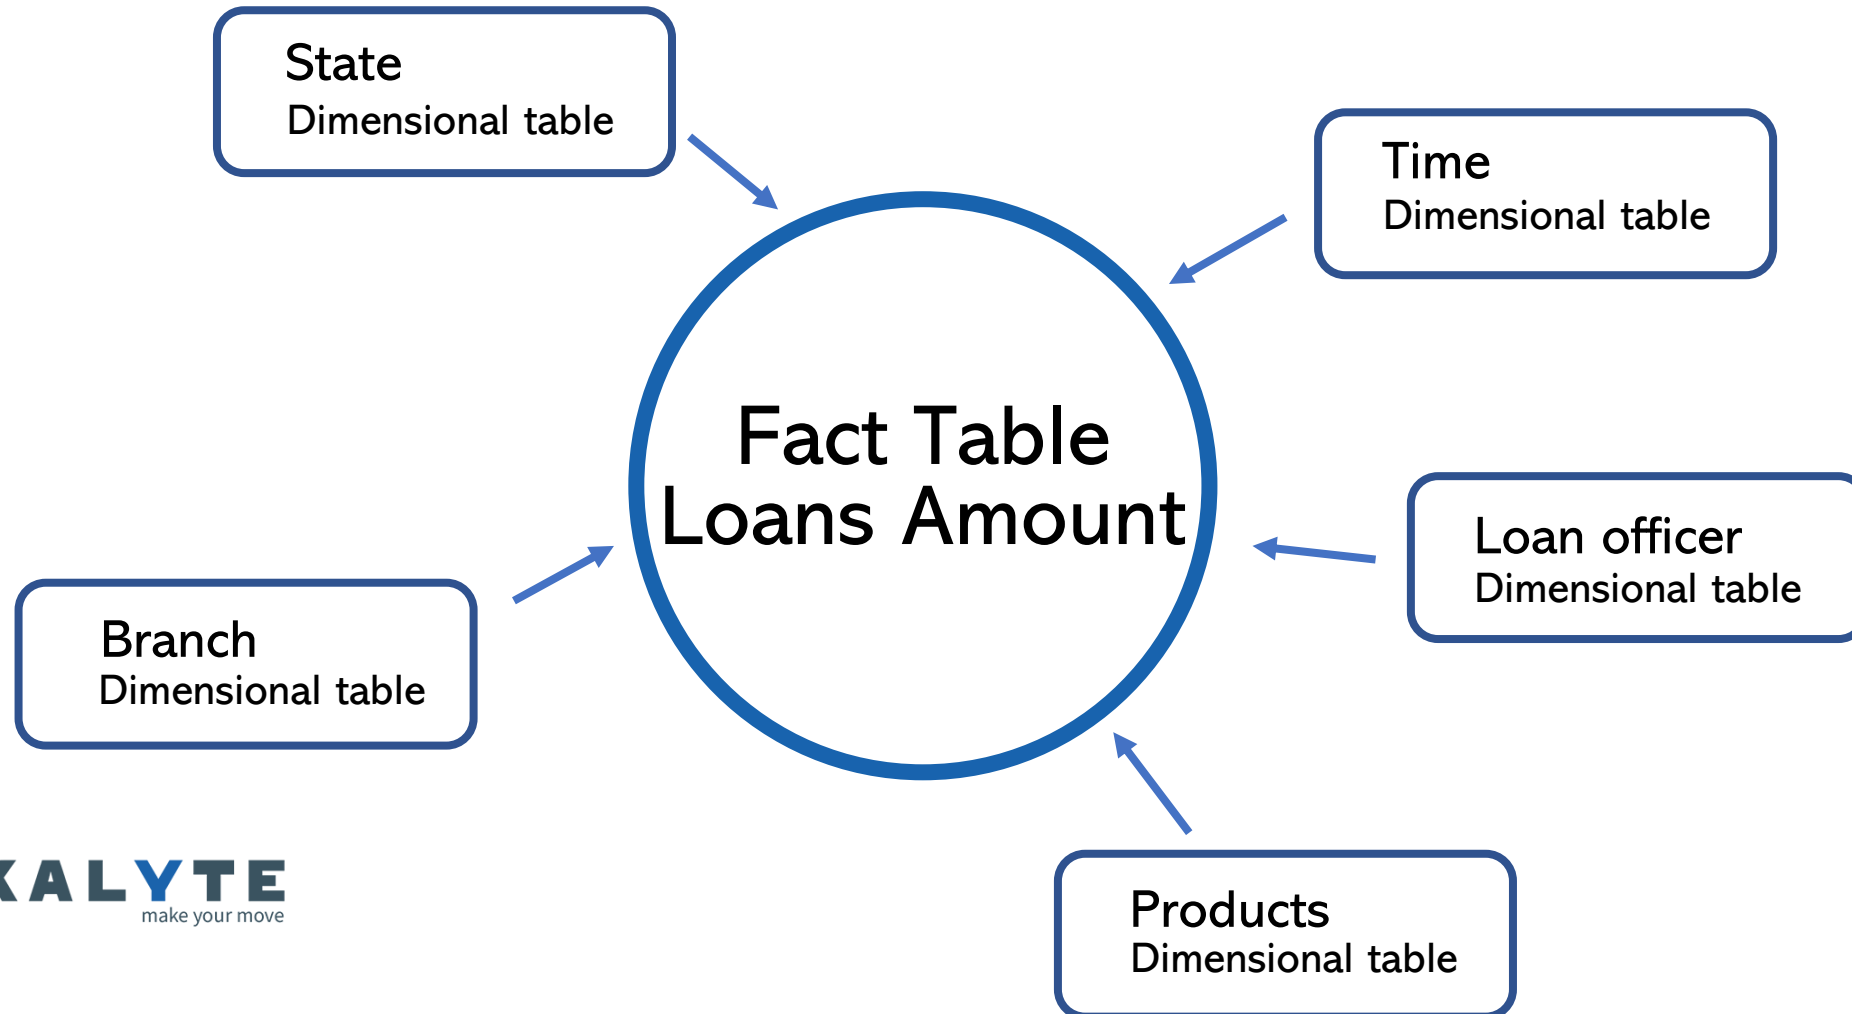 State
Dimensional table
Time
Dimensional table
Fact Table
Loans Amount
Loan officer
Dimensional table
Branch
Dimensional table
KALYTE
make your move
Products
Dimensional table